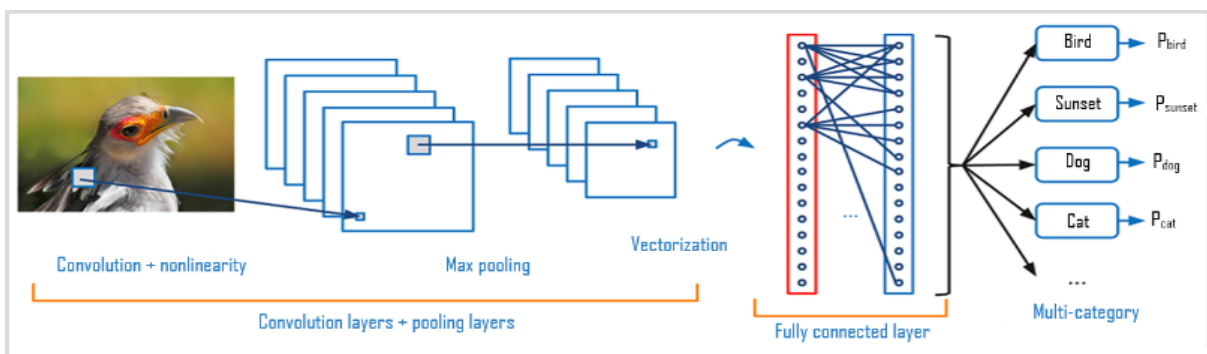 Bird
P_bird
Sunset
P_sunset
Dog
P_dog
Cat
P_cat
...
...
Vectorization
Convolution + nonlinearity
Max pooling
Convolution layers + pooling layers
Fully connected layer
Multi-category